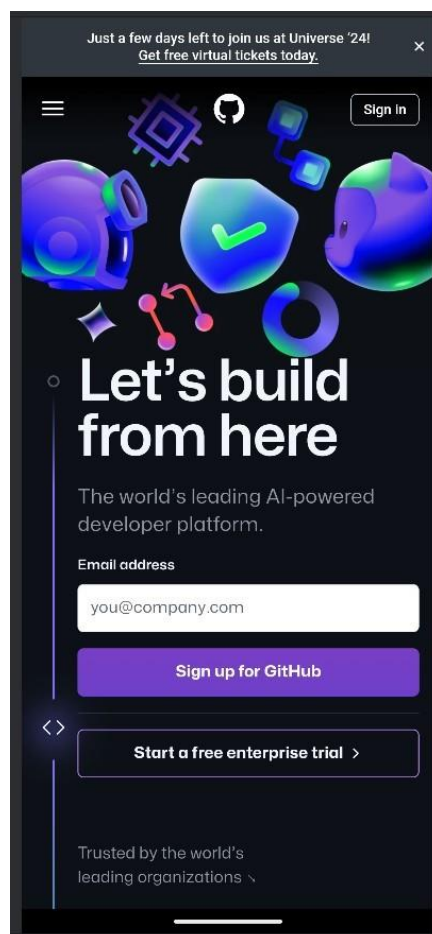 Just a few days left to join us at Universe ‘24!
Get free virtual tickets today.
Sign in
Let’s build
from here
The world’s leading AI-powered
developer platform.
Email address
you@company.com
Sign up for GitHub
Start a free enterprise trial
Trusted by the world’s
leading organizations